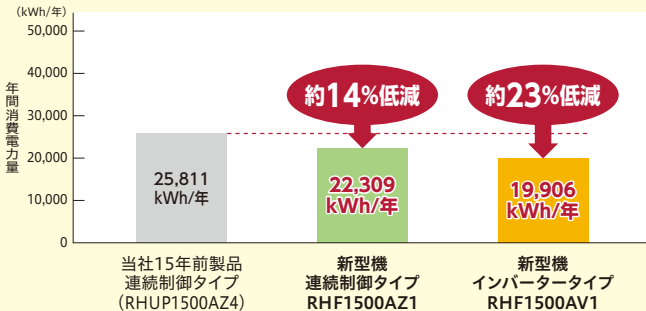 (kWh/年)
50,000
40,000
30,000
20,000
10,000
0
年間消費電力量
約14%低減
約23%低減
25,811
kWh/年
22,309
kWh/年
19,906
kWh/年
当社15年前製品
連続制御タイプ
(RHUP1500AZ4)
新型機
連続制御タイプ
RHF1500AZ1
新型機
インバータータイプ
RHF1500AV1